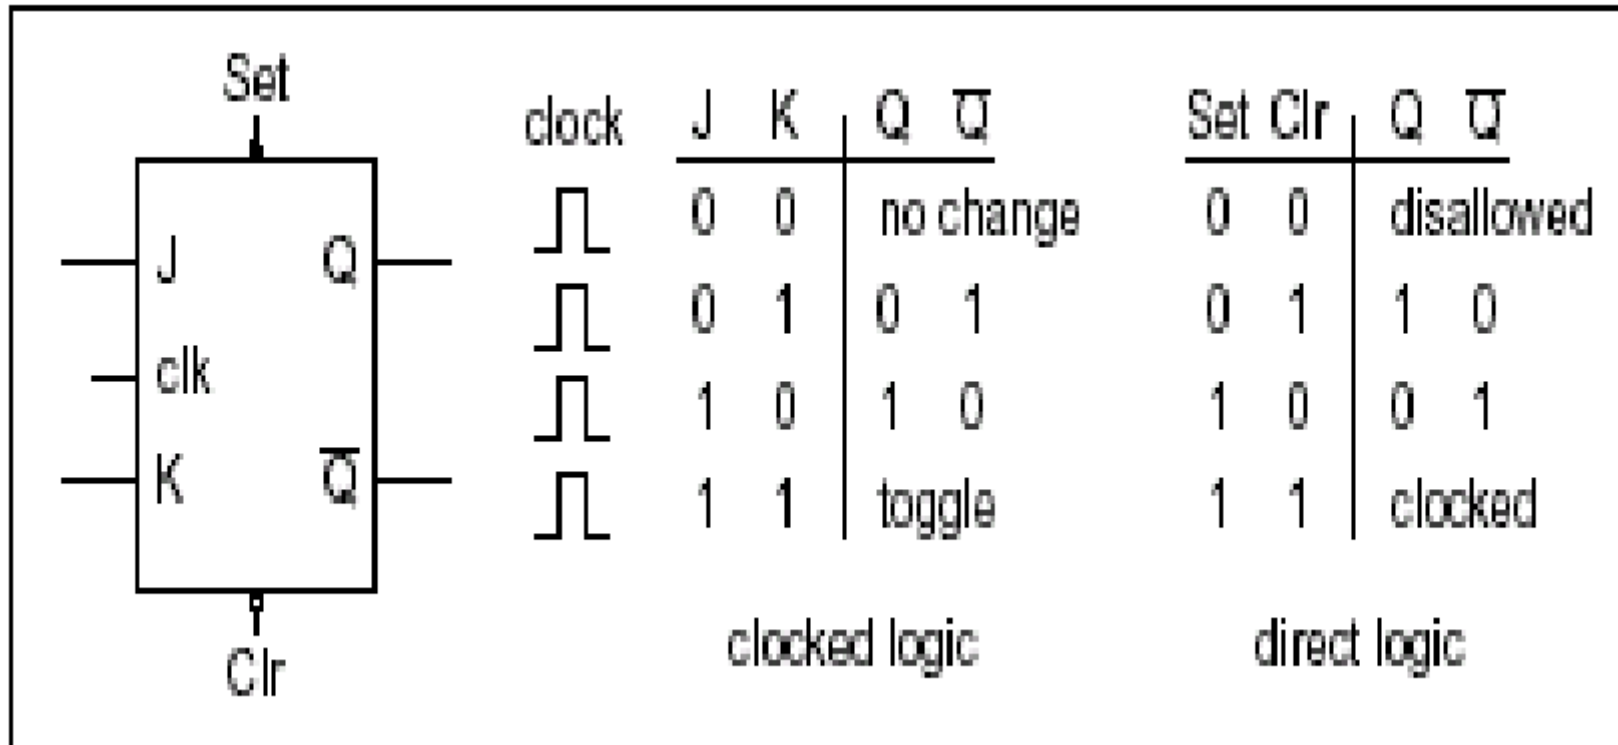 Set
clock J K Q Q̅ Set Clr Q Q̅
0 0 no change 0 0 disallowed
J Q
0 1 0 1 0 1 1 0
clk
1 0 1 0 1 0 0 1
K Q̅
1 1 toggle 1 1 clocked
clocked logic direct logic
Clr